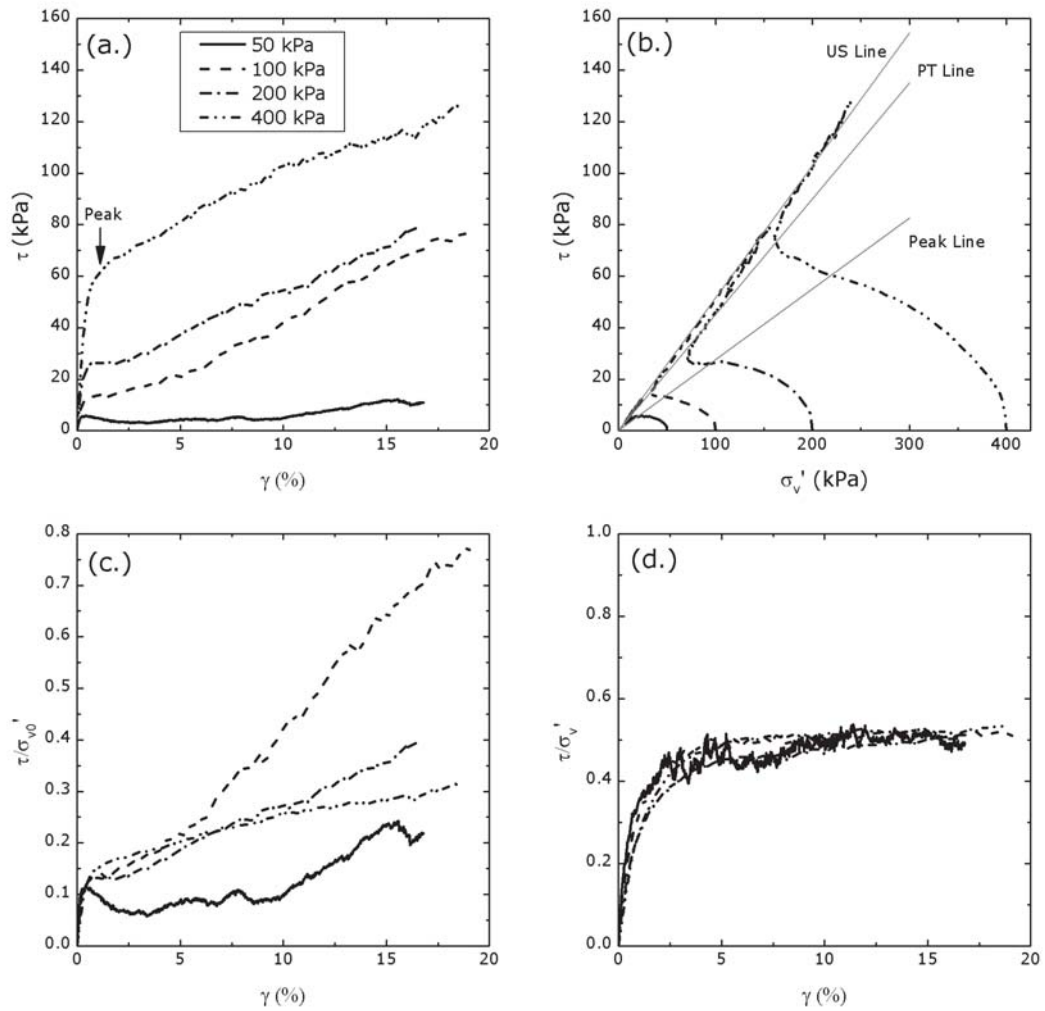 (a.)
50 kPa
100 kPa
200 kPa
400 kPa
Peak
160
140
120
100
80
60
40
20
0
τ (kPa)
0 5 10 15 20
γ (%)
(b.)
US Line
PT Line
Peak Line
160
140
120
100
80
60
40
20
0
τ (kPa)
0 100 200 300 400
σv' (kPa)
(c.)
0.8
0.7
0.6
0.5
0.4
0.3
0.2
0.1
0.0
τ/σv0'
0 5 10 15 20
γ (%)
(d.)
1.0
0.8
0.6
0.4
0.2
0.0
τ/σv'
0 5 10 15 20
γ (%)